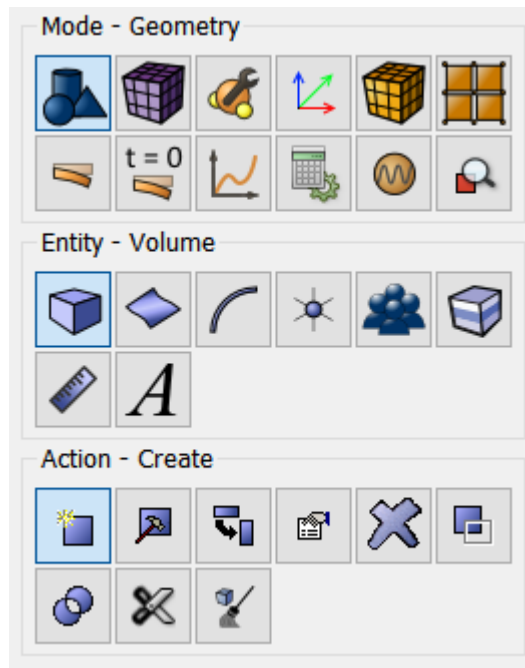 Mode - Geometry
t = 0
Entity - Volume
A
Action - Create